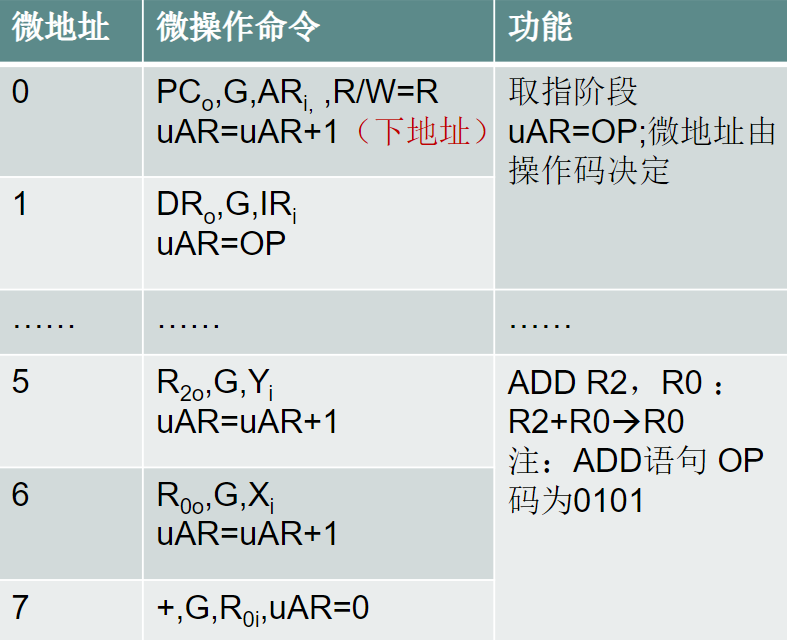 微地址 微操作命令 功能
0 PCo,G,ARi, ,R/W=R
uAR=uAR+1（下地址）
取指阶段
uAR=OP;微地址由
操作码决定
1 DRo,G,IRi
uAR=OP
…… …… ……
5 R2o,G,Yi
uAR=uAR+1
ADD R2，R0：
R2+R0→R0
注：ADD语句 OP
码为0101
6 R0o,G,Xi
uAR=uAR+1
7 +,G,R0i,uAR=0